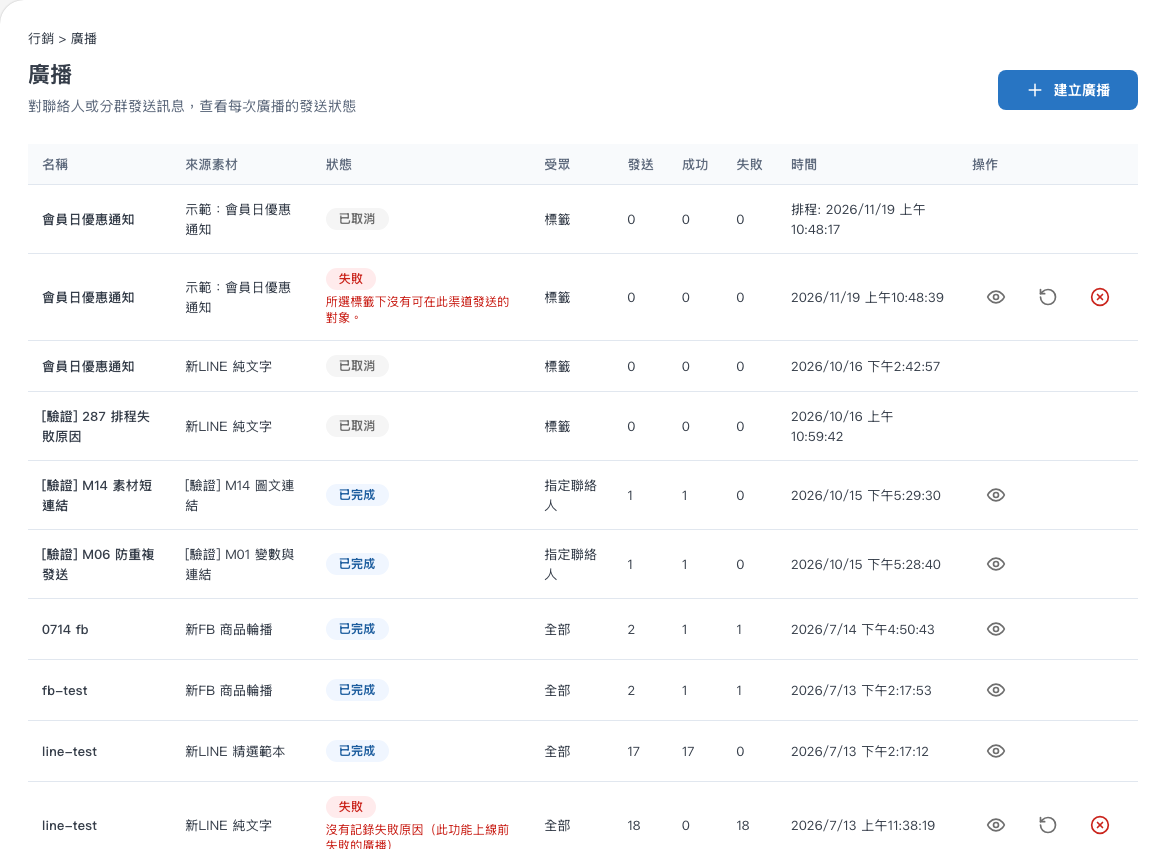 行銷 > 廣播
廣播
對聯絡人或分群發送訊息，查看每次廣播的發送狀態
建立廣播
名稱 來源素材 狀態 受眾 發送 成功 失敗 時間 操作
會員日優惠通知 示範：會員日優惠 已取消 標籤 0 0 0 排程: 2026/11/19 上午
通知 10:48:17
失敗
會員日優惠通知 示範：會員日優惠 所選標籤下沒有可在此渠道發送的 標籤 0 0 0 2026/11/19 上午10:48:39
通知 對象。
會員日優惠通知 新LINE 純文字 已取消 標籤 0 0 0 2026/10/16 下午2:42:57
[驗證] 287 排程失 新LINE 純文字 已取消 標籤 0 0 0 2026/10/16 上午
敗原因 10:59:42
[驗證] M14 素材短 [驗證] M14 圖文連 已完成 指定聯絡 1 1 0 2026/10/15 下午5:29:30
連結 結 人
[驗證] M06 防重複 [驗證] M01 變數與 已完成 指定聯絡 1 1 0 2026/10/15 下午5:28:40
發送 連結 人
0714 fb 新FB 商品輪播 已完成 全部 2 1 1 2026/7/14 下午4:50:43
fb-test 新FB 商品輪播 已完成 全部 2 1 1 2026/7/13 下午2:17:53
line-test 新LINE 精選範本 已完成 全部 17 17 0 2026/7/13 下午2:17:12
失敗
line-test 新LINE 純文字 沒有記錄失敗原因（此功能上線前 全部 18 0 18 2026/7/13 上午11:38:19
失敗的廣播）